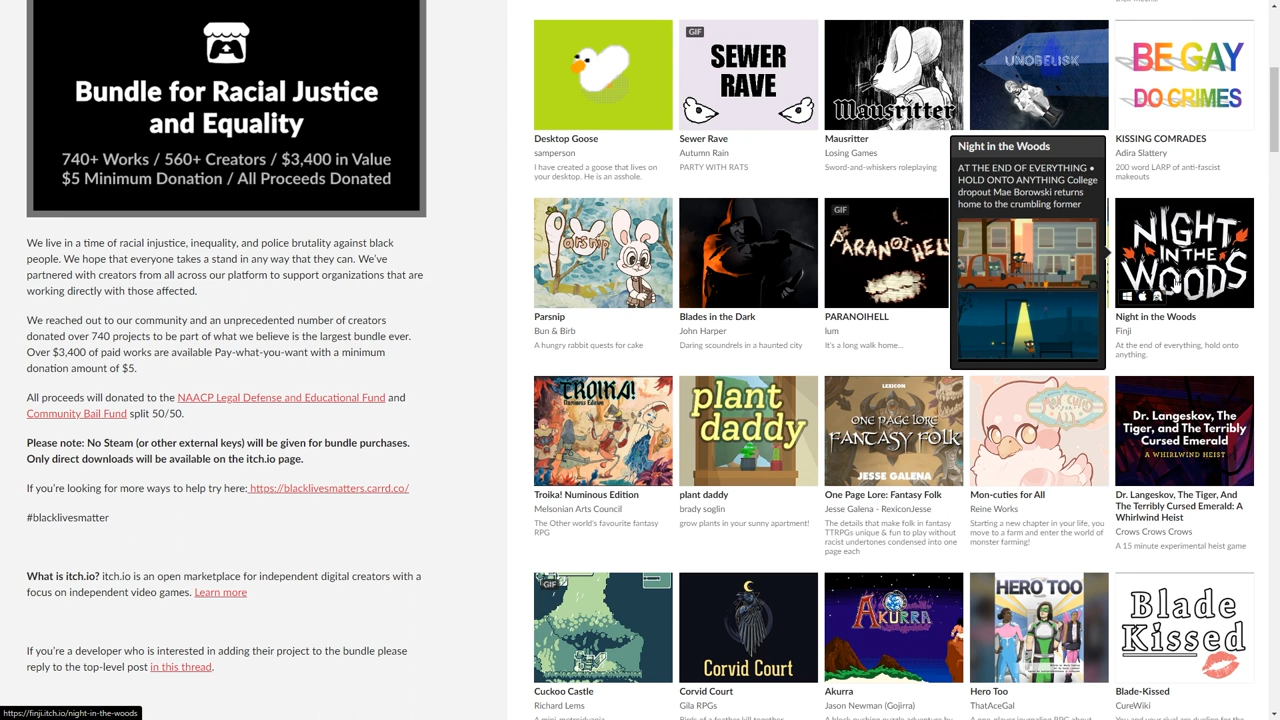 Bundle for Racial Justice
and Equality
740+ Works / 560+ Creators / $3,400 in Value
$5 Minimum Donation / All Proceeds Donated
We live in a time of racial injustice, inequality, and police brutality against black
people. We hope that everyone takes a stand in any way that they can. We've
partnered with creators from all across our platform to support organizations that are
working directly with those affected.
We reached out to our community and an unprecedented number of creators
donated over 740 projects to be part of what we believe is the largest bundle ever.
Over $3,400 of paid works are available Pay-what-you-want with a minimum
donation amount of $5.
All proceeds will donated to the NAACP Legal Defense and Educational Fund and
Community Bail Fund split 50/50.
Please note: No Steam (or other external keys) will be given for bundle purchases.
Only direct downloads will be available on the itch.io page.
If you're looking for more ways to help try here: https://blacklivesmatters.carrd.co/
#blacklivesmatter
What is itch.io? itch.io is an open marketplace for independent digital creators with a
focus on independent video games. Learn more
If you're a developer who is interested in adding their project to the bundle please
reply to the top-level post in this thread.
https://finji.itch.io/night-in-the-woods
GIF
SEWER
RAVE
Mausritter
UNOBELISK
BE GAY
DO CRIMES
Desktop Goose
samperson
I have created a goose that lives on
your desktop. He is an asshole.
Sewer Rave
Autumn Rain
PARTY WITH RATS
Mausritter
Losing Games
Sword-and-whiskers roleplaying
KISSING COMRADES
Adira Slattery
200 word LARP of anti-fascist
makeouts
Night in the Woods
AT THE END OF EVERYTHING •
HOLD ONTO ANYTHING College
dropout Mae Borowski returns
home to the crumbling former
Parsnip
GIF
PARANOIHELL
NIGHT
IN THE
WOODS
Parsnip
Bun & Birb
A hungry rabbit quests for cake
Blades in the Dark
John Harper
Daring scoundrels in a haunted city
PARANOIHELL
lum
It's a long walk home...
Night in the Woods
Finji
At the end of everything, hold onto
anything.
TROIKA!
Numinous Edition
plant
daddy
LEXICON
ONE PAGE LORE:
FANTASY FOLK
JESSE GALENA
Dr. Langeskov, The
Tiger, and The Terribly
Cursed Emerald
A WHIRLWIND HEIST
Troika! Numinous Edition
Melsonian Arts Council
The Other world's favourite fantasy
RPG
plant daddy
brady soglin
grow plants in your sunny apartment!
One Page Lore: Fantasy Folk
Jesse Galena - RexiconJesse
The details that make folk in fantasy
TTRPGs unique & fun to play without
racist undertones condensed into one
page each
Mon-cuties for All
Reine Works
Starting a new chapter in your life, you
move to a farm and enter the world of
monster farming!
Dr. Langeskov, The Tiger, And
The Terribly Cursed Emerald: A
Whirlwind Heist
Crows Crows Crows
A 15 minute experimental heist game
GIF
Corvid Court
AKURRA
HERO TOO
Blade
Kissed
Cuckoo Castle
Richard Lems
Corvid Court
Gila RPGs
Akurra
Jason Newman (Gojirra)
Hero Too
ThatAceGal
Blade-Kissed
CureWiki